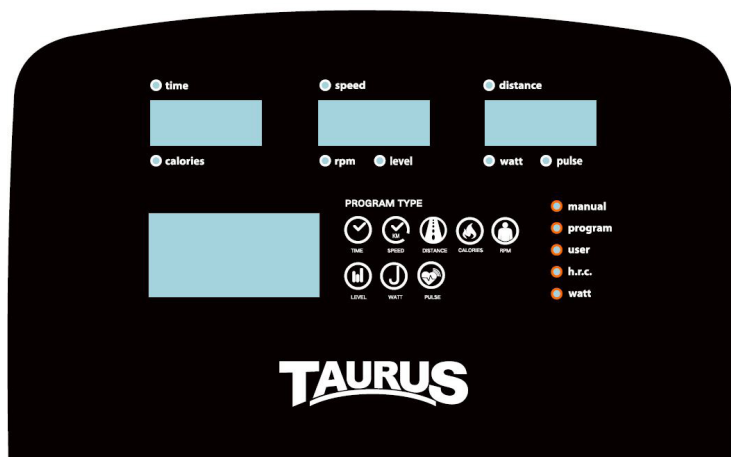 time speed distance
calories rpm level watt pulse
PROGRAM TYPE
KM
TIME SPEED DISTANCE CALORIES RPM
LEVEL WATT PULSE
manual
program
user
h.r.c.
watt
TAURUS